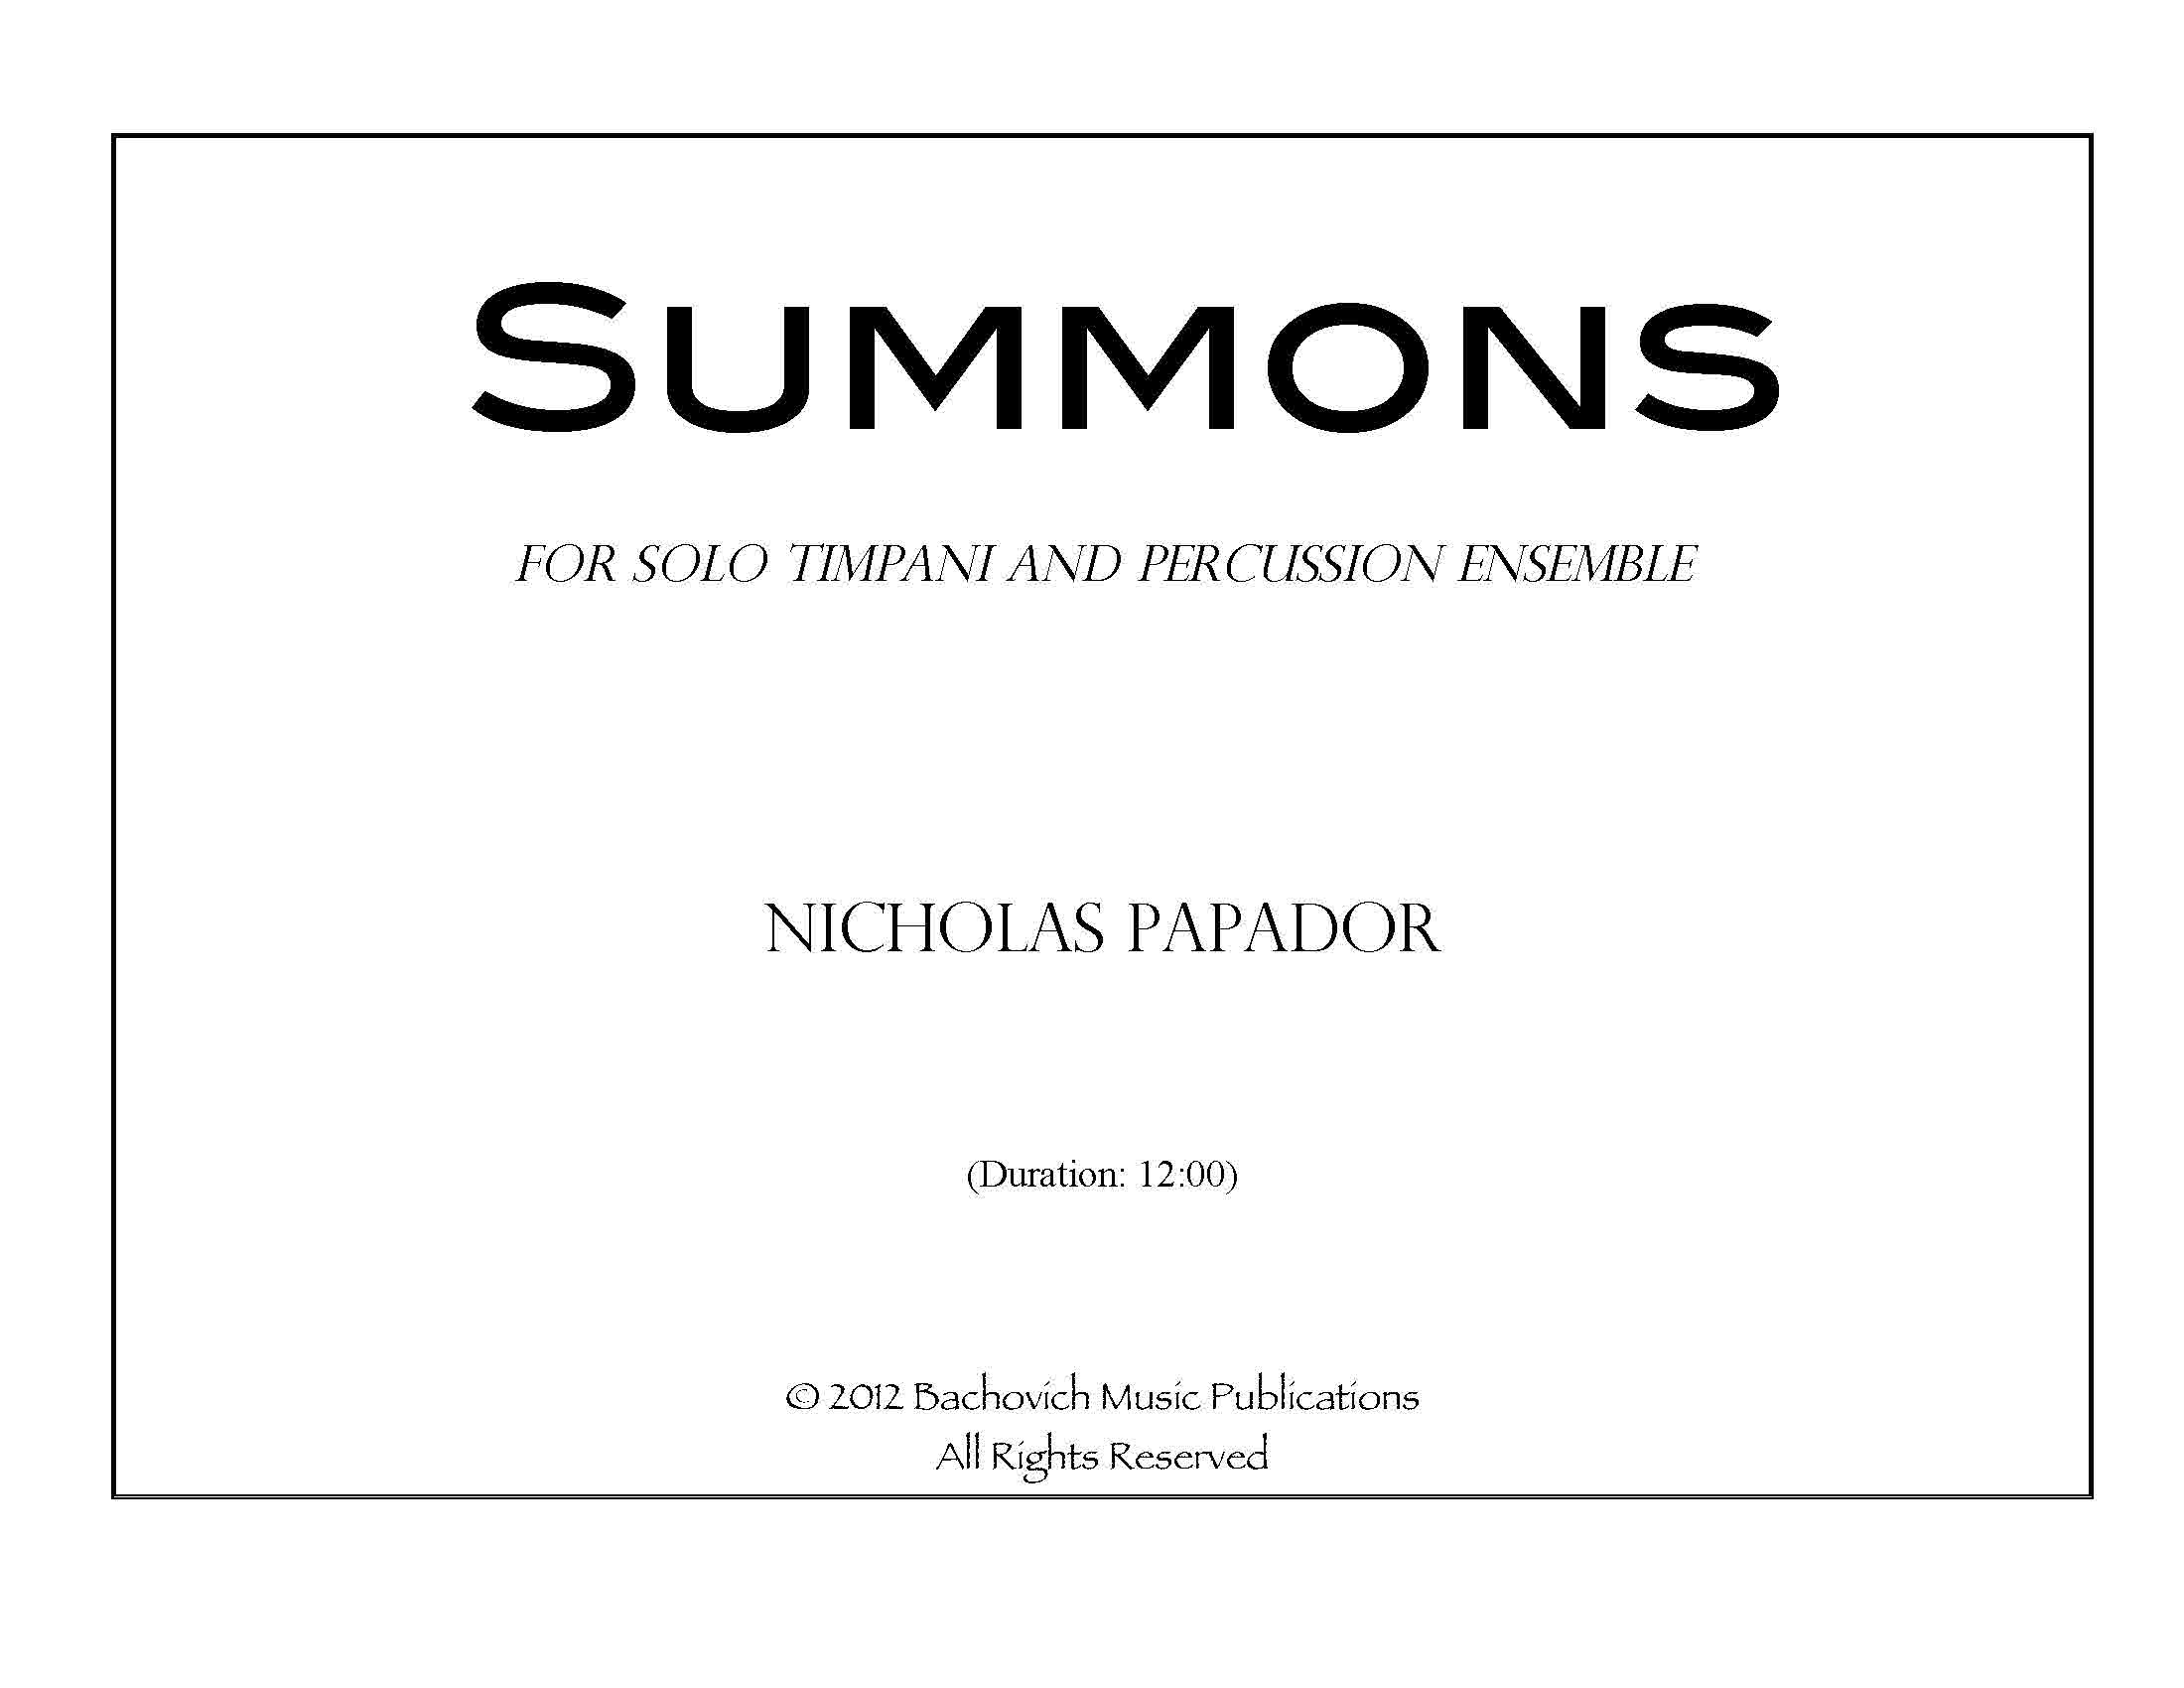 SUMMONS
FOR SOLO TIMPANI AND PERCUSSION ENSEMBLE
NICHOLAS PAPADOR
(Duration: 12:00)
© 2012 Bachovich Music Publications
All Rights Reserved